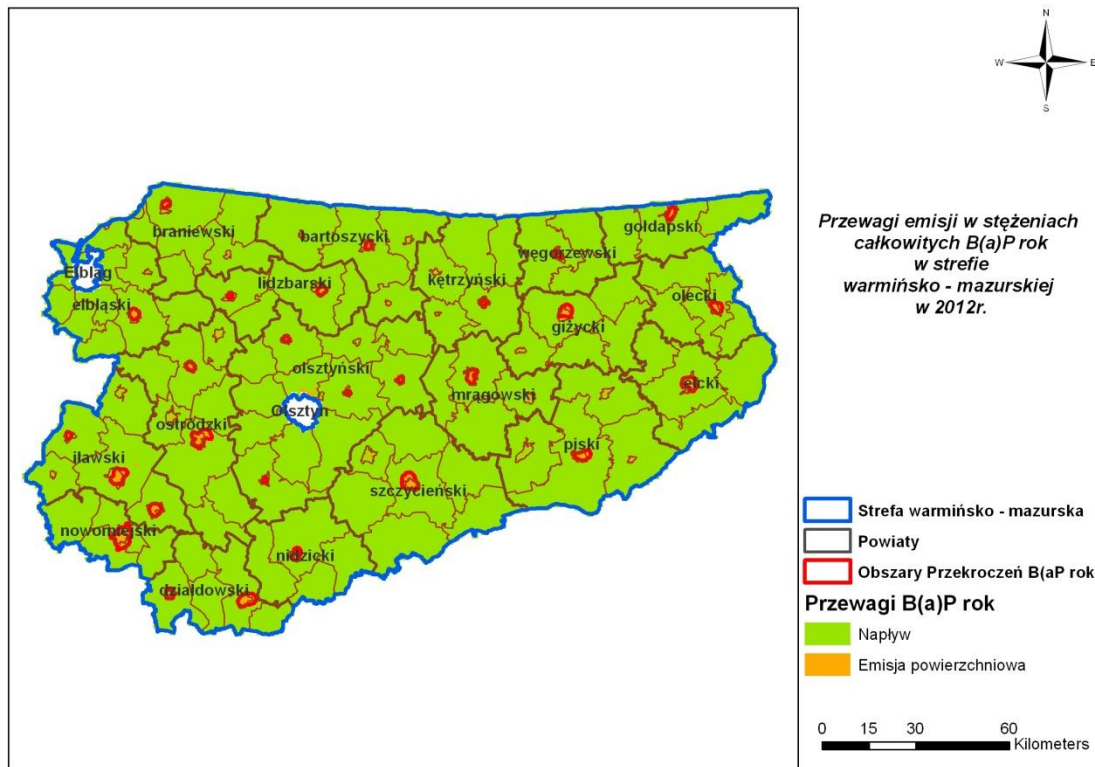 N
W
E
S
Przewagi emisji w stężeniach
całkowitych B(a)P rok
w strefie
warmińsko - mazurskiej
w 2012r.
braniewski
bartoszycki
gołdapski
węgorzewski
Elbląg
lidzbarski
kętrzyński
elbląski
olecki
giżycki
olsztyński
mrągowski
ełcki
Olsztyn
ostródzki
piski
iławski
szczycieński
nowomiejski
nidzicki
działdowski
Strefa warmińsko - mazurska
Powiaty
Obszary Przekroczeń B(aP rok
Przewagi B(a)P rok
Napływ
Emisja powierzchniowa
0 15 30 60
Kilometers